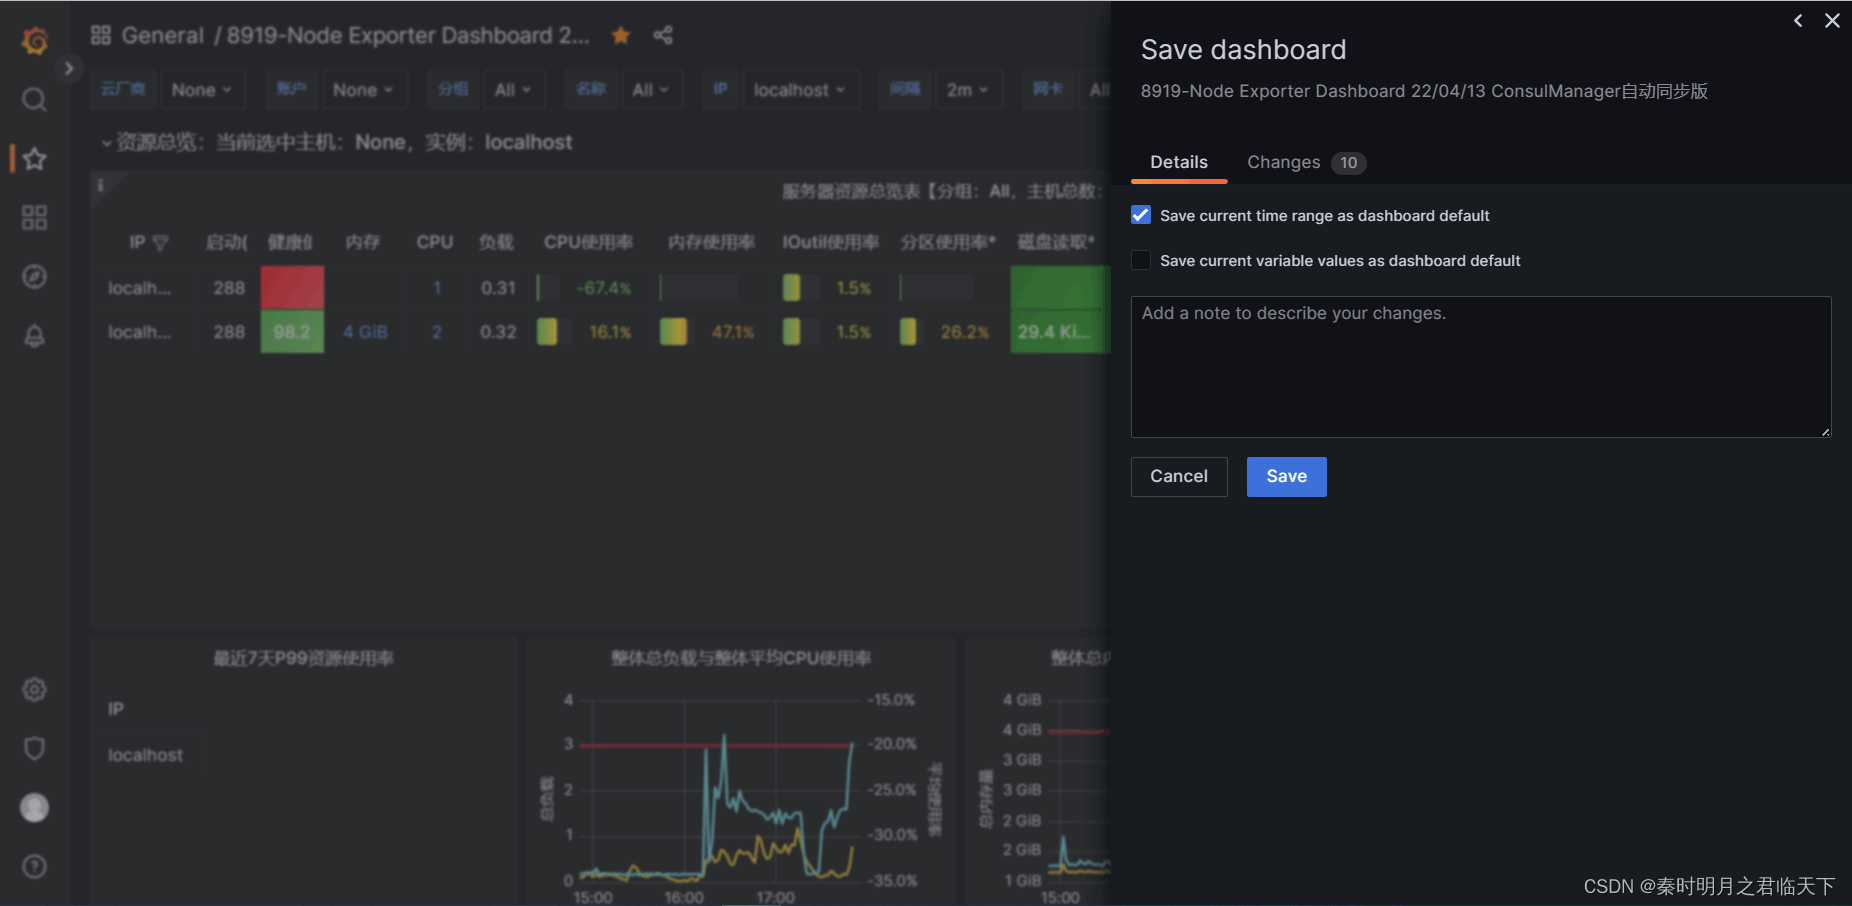 General / 8919-Node Exporter Dashboard 2...
云厂商 None 账户 None 分组 All 名称 All IP localhost 间隔 2m 网卡 All
资源总览：当前选中主机：None，实例：localhost
服务器资源总览表【分组：All，主机总数：
IP 启动( 健康 内存 CPU 负载 CPU使用率 内存使用率 IOutil使用率 分区使用率* 磁盘读取*
localh... 288 1 0.31 -67.4% 1.5%
localh... 288 98.2 4 GiB 2 0.32 16.1% 47.1% 1.5% 26.2% 29.4 Ki...
最近7天P99资源使用率
IP
localhost
整体总负载与整体平均CPU使用率
总负载
4
3
2
1
0
-15.0%
-20.0%
-25.0%
-30.0%
-35.0%
平均使用率
15:00 16:00 17:00
整体总内
总内存量
4 GiB
4 GiB
3 GiB
3 GiB
2 GiB
2 GiB
1 GiB
15:00
Save dashboard
8919-Node Exporter Dashboard 22/04/13 ConsulManager自动同步版
Details Changes 10
Save current time range as dashboard default
Save current variable values as dashboard default
Add a note to describe your changes.
Cancel Save
CSDN @秦时明月之君临天下